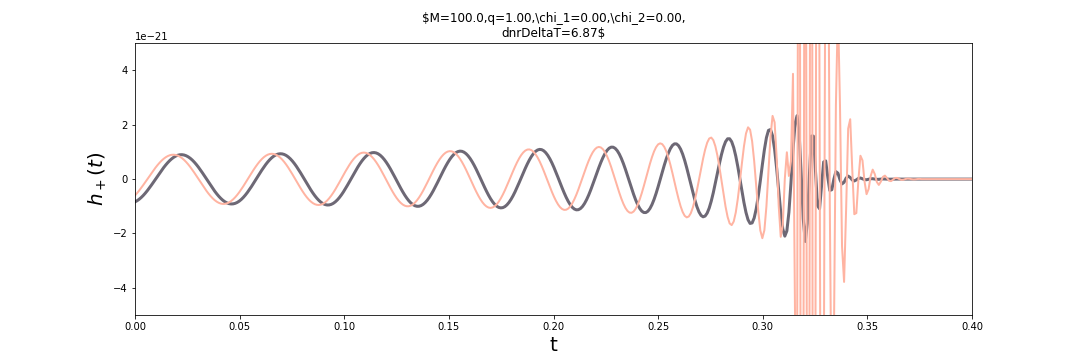 $M=100.0,q=1.00,\chi_1=0.00,\chi_2=0.00,
dnrDeltaT=6.87$
1e−21
4
2
0
−2
−4
h+(t)
0.00 0.05 0.10 0.15 0.20 0.25 0.30 0.35 0.40
t